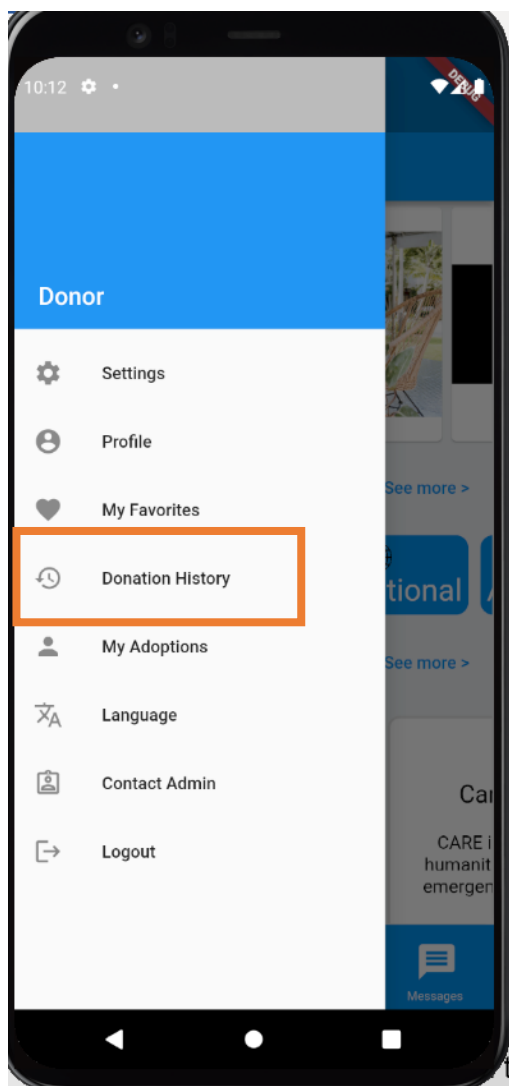 10:12
DEBUG
Donor
Settings
Profile
My Favorites
See more >
Donation History
tional
My Adoptions
See more >
Language
Contact Admin
Car
CARE i
Logout
humanit
emergen
Messages